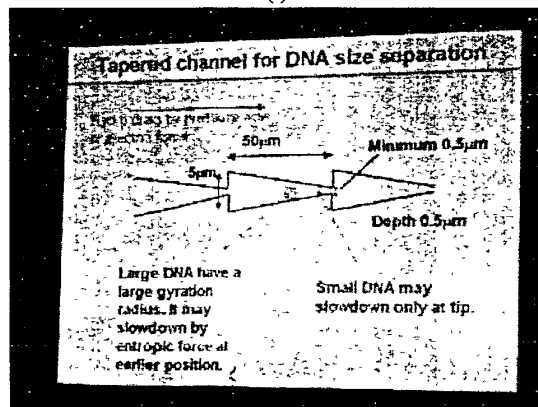 Tapered channel for DNA size separation
by
50μm
Minimum 0.5μm
5μm
Depth 0.5μm
Large DNA have a
large gyration
radius. It may
slowdown by
entropic force at
earlier position.
Small DNA may
slowdown only at tip.